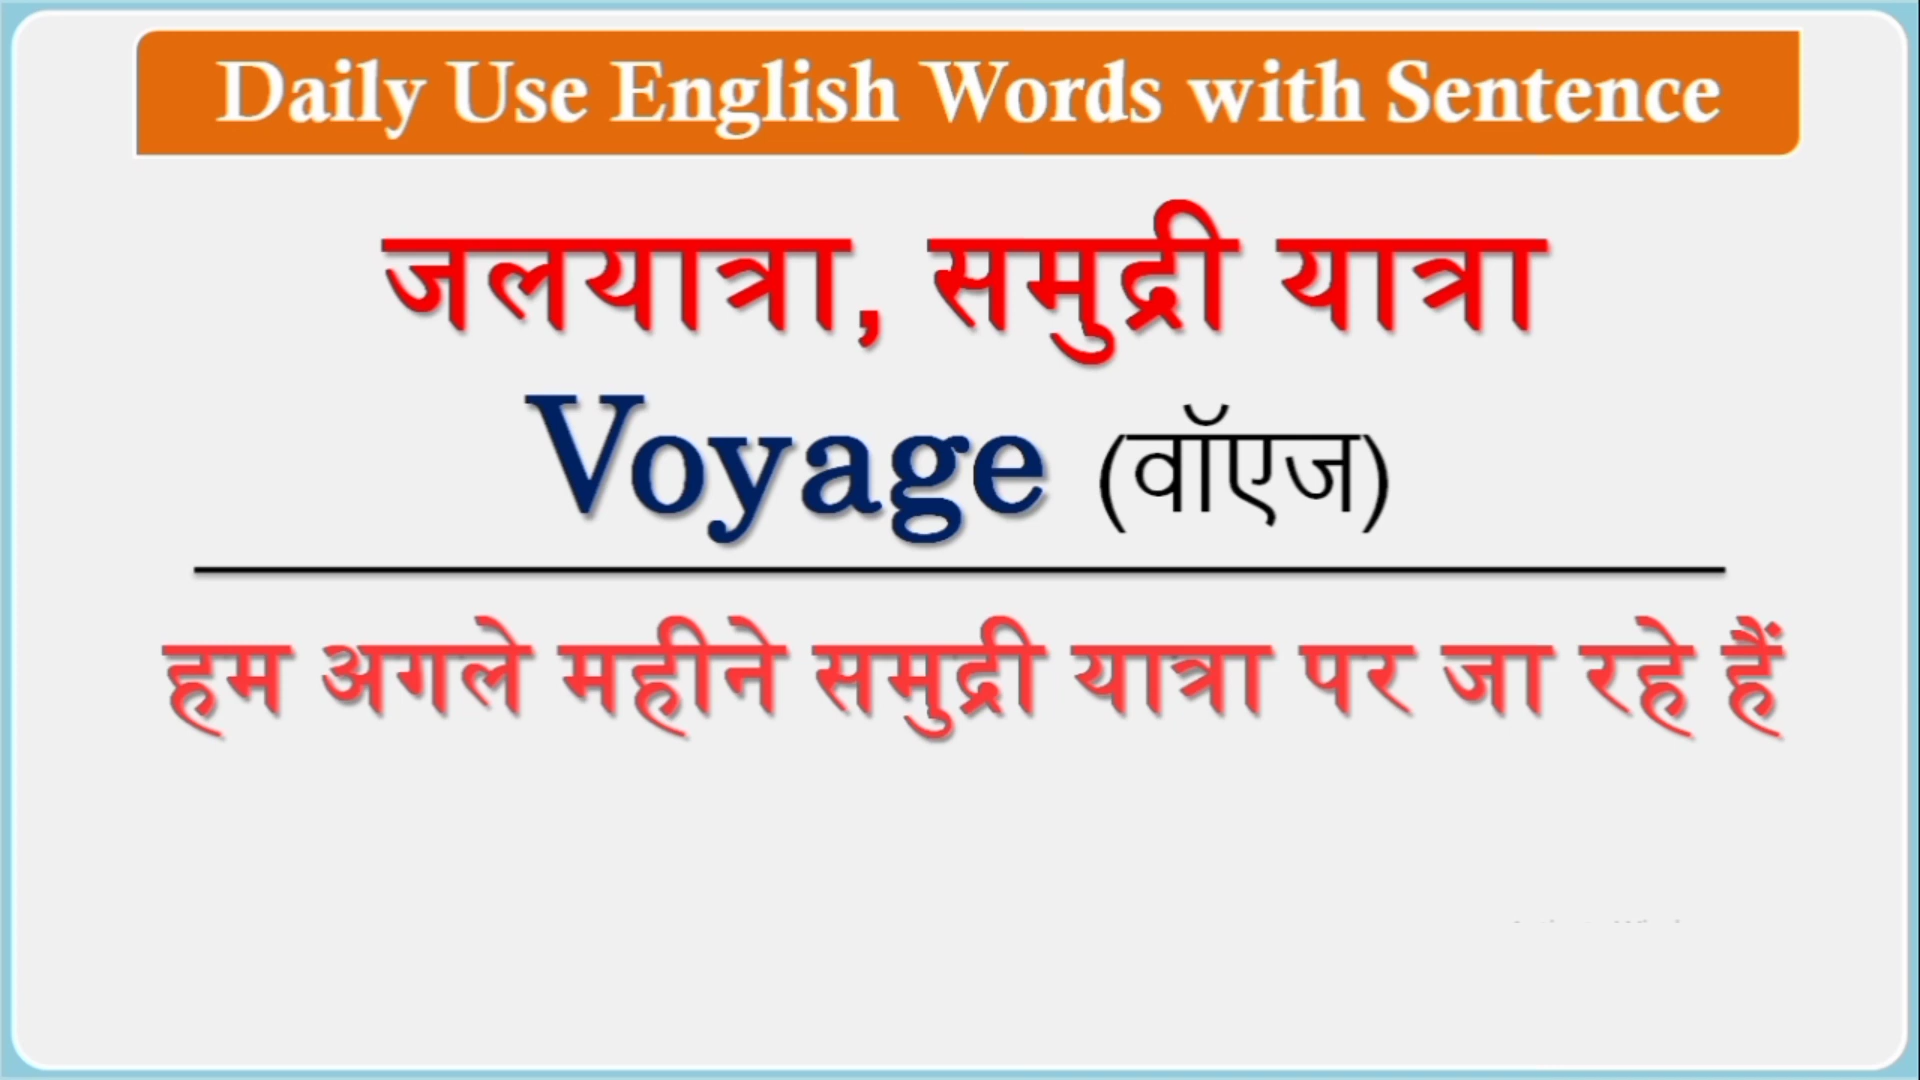 Daily Use English Words with Sentence
जलयात्रा, समुद्री यात्रा
Voyage (वॉएज)
हम अगले महीने समुद्री यात्रा पर जा रहे हैं